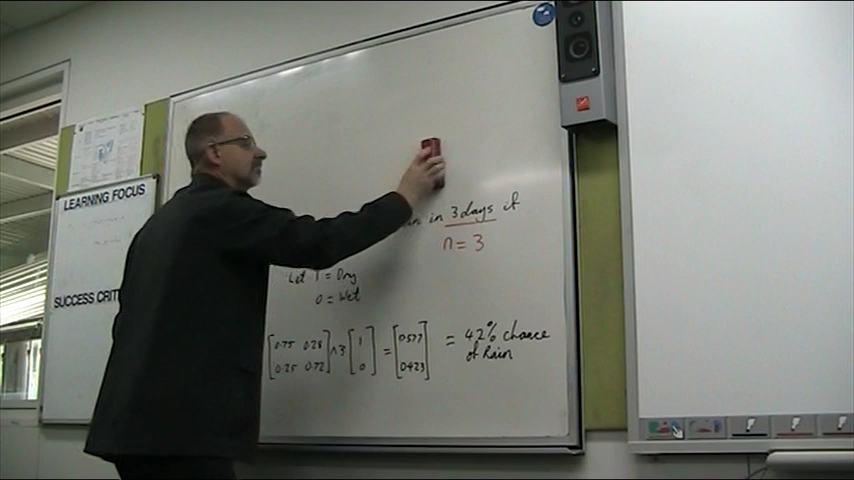 LEARNING FOCUS
SUCCESS CRIT
in 3 days if
n = 3
Let 1 = Dry
0 = Wet
[0.75 0.28] ^3 [1] = [0.577] = 42% chance
[0.25 0.72] [0] [0.423] of Rain